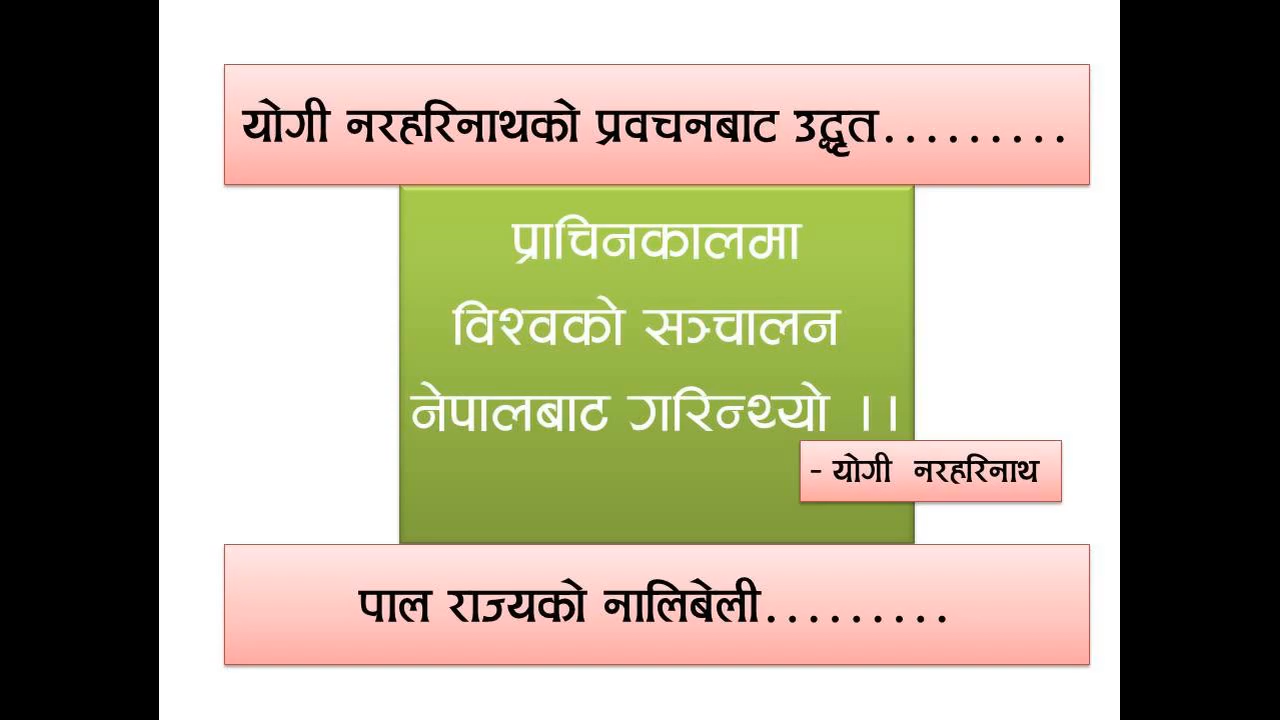 योगी नरहरिनाथको प्रवचनबाट उद्धृत.........
प्राचिनकालमा
विश्वको सञ्चालन
नेपालबाट गरिन्थ्यो ।।
- योगी नरहरिनाथ
पाल राज्यको नालिबेली.........